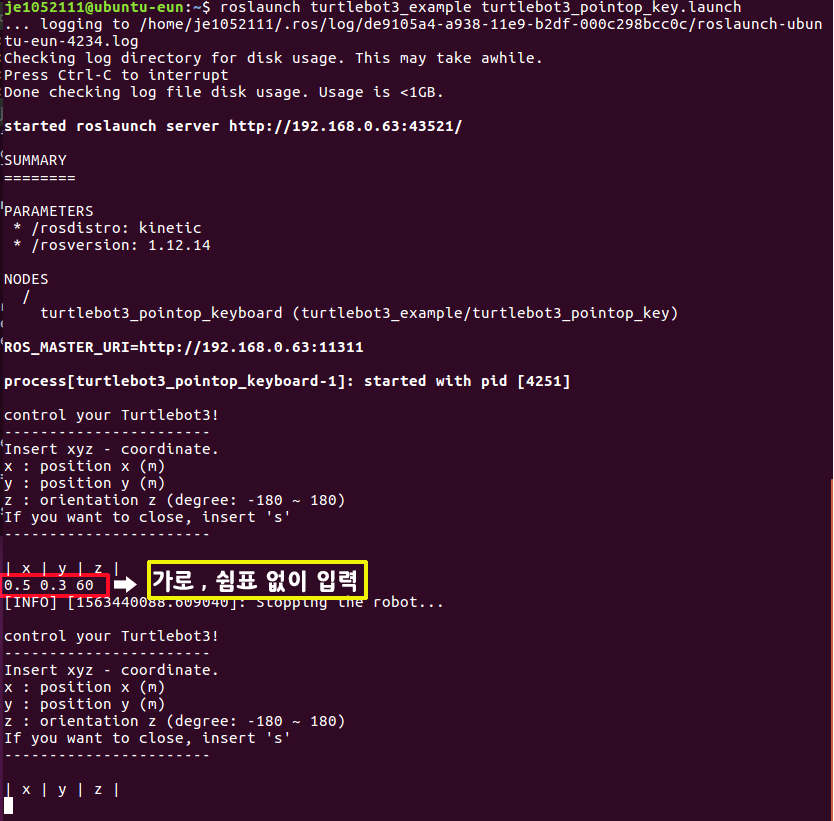 je1052111@ubuntu-eun:~$ roslaunch turtlebot3_example turtlebot3_pointop_key.launch
... logging to /home/je1052111/.ros/log/de9105a4-a938-11e9-b2df-000c298bcc0c/roslaunch-ubun
tu-eun-4234.log
Checking log directory for disk usage. This may take awhile.
Press Ctrl-C to interrupt
Done checking log file disk usage. Usage is <1GB.
started roslaunch server http://192.168.0.63:43521/
SUMMARY
========
PARAMETERS
* /rosdistro: kinetic
* /rosversion: 1.12.14
NODES
/
turtlebot3_pointop_keyboard (turtlebot3_example/turtlebot3_pointop_key)
ROS_MASTER_URI=http://192.168.0.63:11311
process[turtlebot3_pointop_keyboard-1]: started with pid [4251]
control your Turtlebot3!
-----------------------
Insert xyz - coordinate.
x : position x (m)
y : position y (m)
z : orientation z (degree: -180 ~ 180)
If you want to close, insert 's'
-----------------------
| x | y | z |
0.5 0.3 60 가로 , 쉼표 없이 입력
[INFO] [1563440088.609040]: Stopping the robot...
control your Turtlebot3!
-----------------------
Insert xyz - coordinate.
x : position x (m)
y : position y (m)
z : orientation z (degree: -180 ~ 180)
If you want to close, insert 's'
-----------------------
| x | y | z |